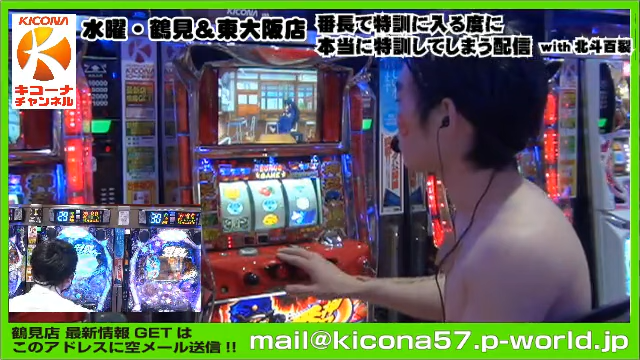 KICONA
キコーナ
チャンネル
水曜・鶴見&東大阪店
番長で特訓に入る度に
本当に特訓してしまう配信 with 北斗百裂
KICONA
BONUS
GAME
鶴見店 最新情報 GET は
このアドレスに空メール送信 !!
mail@kicona57.p-world.jp